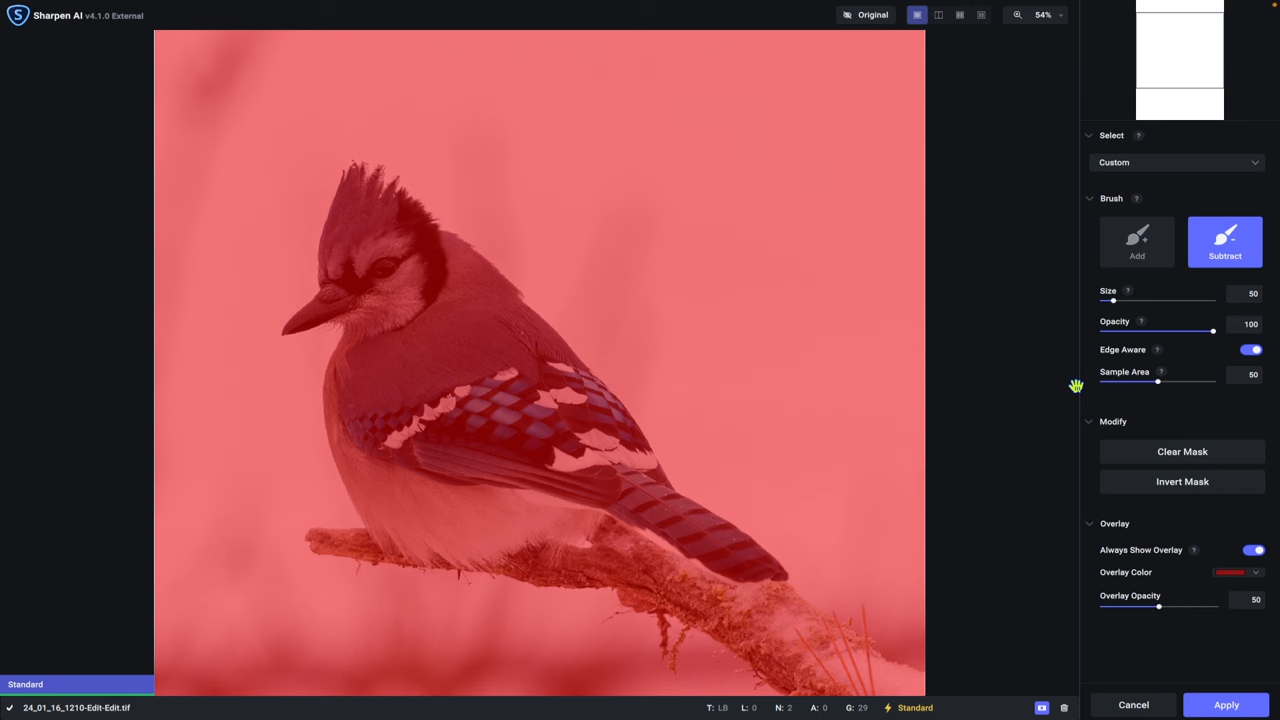 Sharpen AI v4.1.0 External
Original
54%
Select ?
Custom
Brush ?
Add
Subtract
Size ?
50
Opacity ?
100
Edge Aware ?
Sample Area ?
50
Modify
Clear Mask
Invert Mask
Overlay
Always Show Overlay ?
Overlay Color
Overlay Opacity
50
Standard
24_01_16_1210-Edit-Edit.tif
T: LB L: 0 N: 2 A: 0 G: 29 Standard
Cancel
Apply